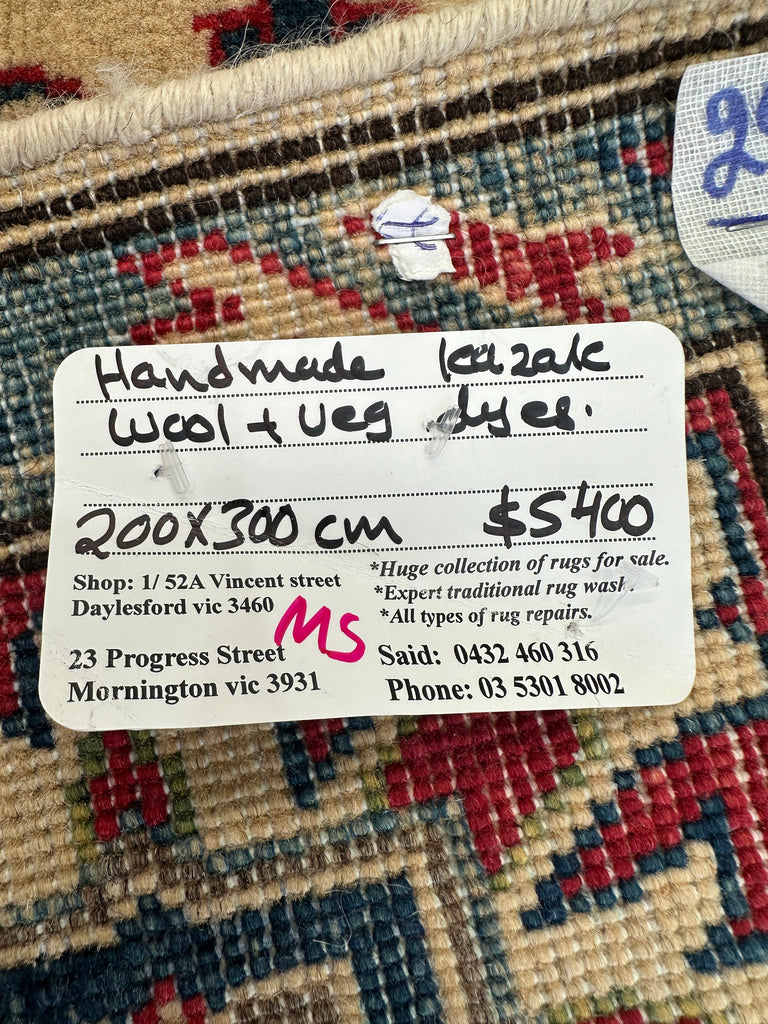 Handmade Kazak
Wool + Veg dyes.
200X300 cm $5400
Shop: 1/ 52A Vincent street
Daylesford vic 3460
*Huge collection of rugs for sale.
*Expert traditional rug wash.
*All types of rug repairs.
MS
23 Progress Street
Mornington vic 3931
Said: 0432 460 316
Phone: 03 5301 8002